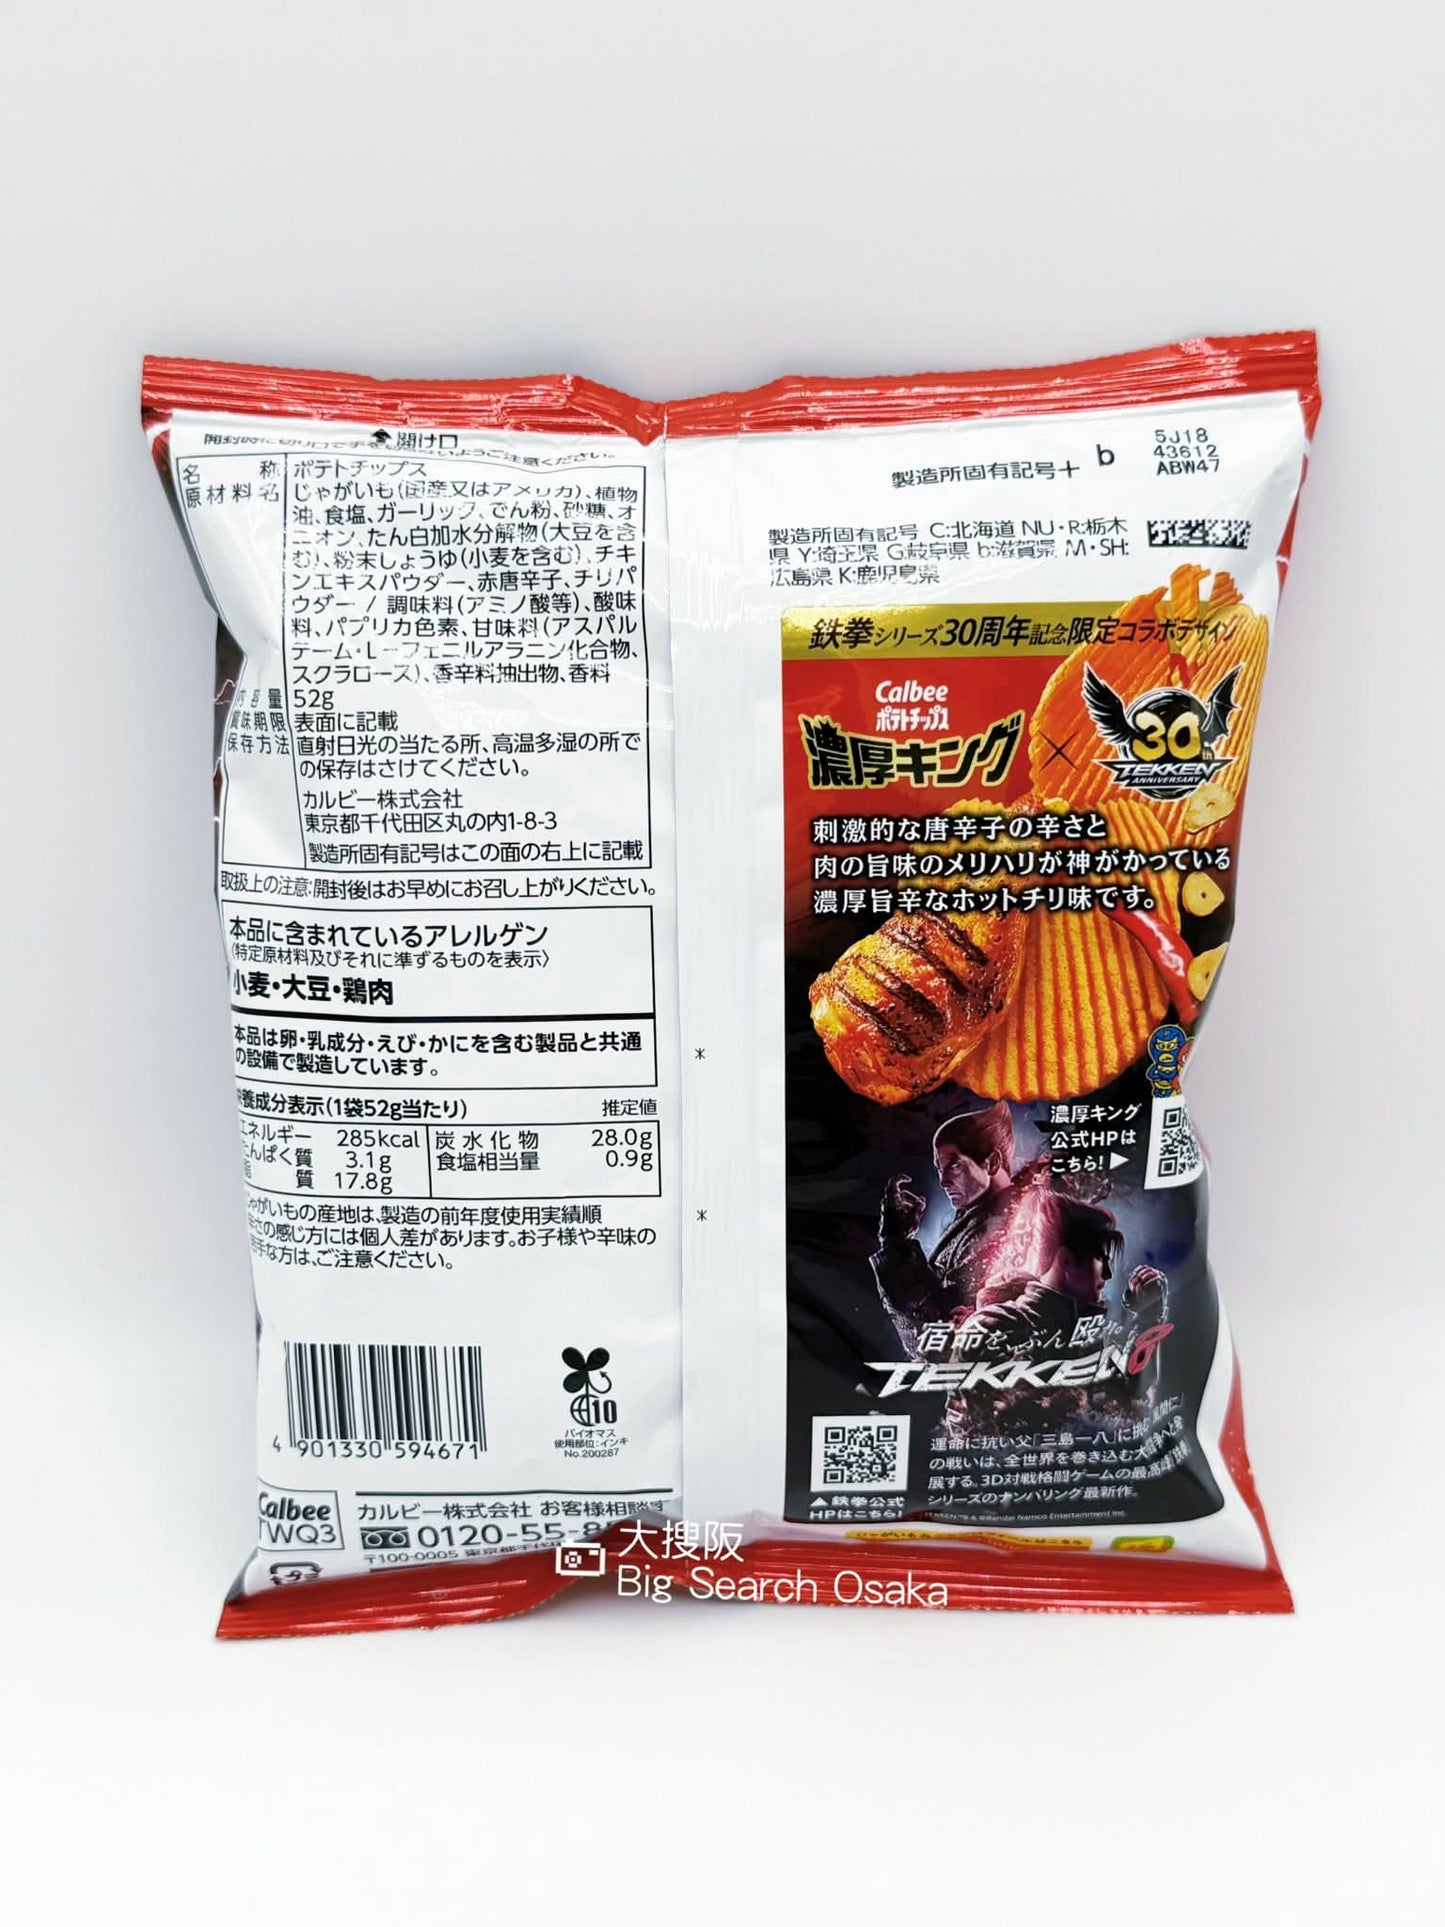 開け口
名 称 ポテトチップス
原材料名 じゃがいも(国産又はアメリカ)、植物
油、食塩、ガーリック、でん粉、砂糖、オ
ニオン、たん白加水分解物(大豆を含
む)、粉末しょうゆ(小麦を含む)、チキ
ンエキスパウダー、赤唐辛子、チリパ
ウダー / 調味料(アミノ酸等)、酸味
料、パプリカ色素、甘味料(アスパル
テーム・L-フェニルアラニン化合物、
スクラロース)、香辛料抽出物、香料
内容量 52g
賞味期限 表面に記載
保存方法 直射日光の当たる所、高温多湿の所で
の保存はさけてください。
カルビー株式会社
東京都千代田区丸の内1-8-3
製造所固有記号はこの面の右上に記載
取扱上の注意:開封後はお早めにお召し上がりください。
本品に含まれているアレルゲン
(特定原材料及びそれに準ずるものを表示)
小麦・大豆・鶏肉
本品は卵・乳成分・えび・かにを含む製品と共通
の設備で製造しています。
栄養成分表示(1袋52g当たり) 推定値
エネルギー 285kcal 炭水化物 28.0g
たんぱく質 3.1g 食塩相当量 0.9g
脂質 17.8g
じゃがいもの産地は、製造の前年度使用実績順
辛さの感じ方には個人差があります。お子様や辛味の
苦手な方は、ご注意ください。
4 901330 594671
10
バイオマス
使用部位:インキ
No.200287
Calbee
TWQ3
カルビー株式会社 お客様相談
0120-55-8
〒100-0005 東京都千代
製造所固有記号+ b
5J18
43612
ABW47
製造所固有記号 C:北海道 NU・R:栃木
県 Y:埼玉県 G:岐阜県 b:滋賀県 M・SH:
広島県 K:鹿児島県
鉄拳シリーズ30周年記念限定コラボデザイン
Calbee
ポテトチップス
濃厚キング × 30th
TEKKEN
ANNIVERSARY
刺激的な唐辛子の辛さと
肉の旨味のメリハリが神がかっている
濃厚旨辛なホットチリ味です。
濃厚キング
公式HPは
こちら!▶
宿命を、ぶん殴れ。
TEKKEN8
▲鉄拳公式
HPはこちら!
運命に抗い父「三島一八」に挑む「風間仁」
の戦いは、全世界を巻き込む大
展する。3D対戦格闘ゲームの最高峰「鉄拳」
シリーズのナンバリング最新作。
TEKKEN™8 & ©Bandai Namco Entertainment Inc.
大搜阪
Big Search Osaka